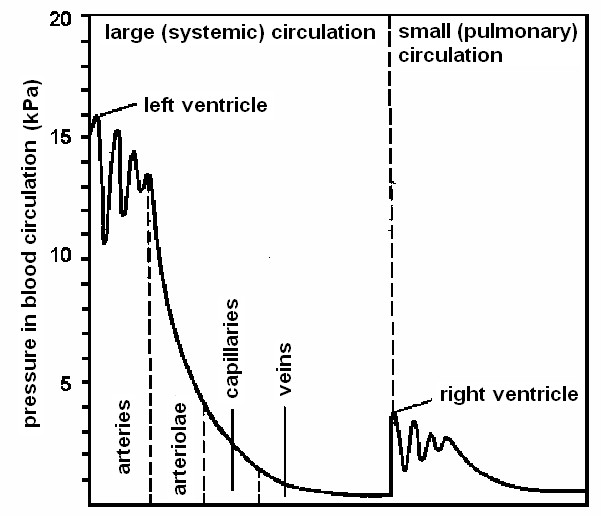 20
large (systemic) circulation
small (pulmonary)
circulation
left ventricle
15
pressure in blood circulation (kPa)
10
capillaries
veins
5
right ventricle
arteries
arteriolae